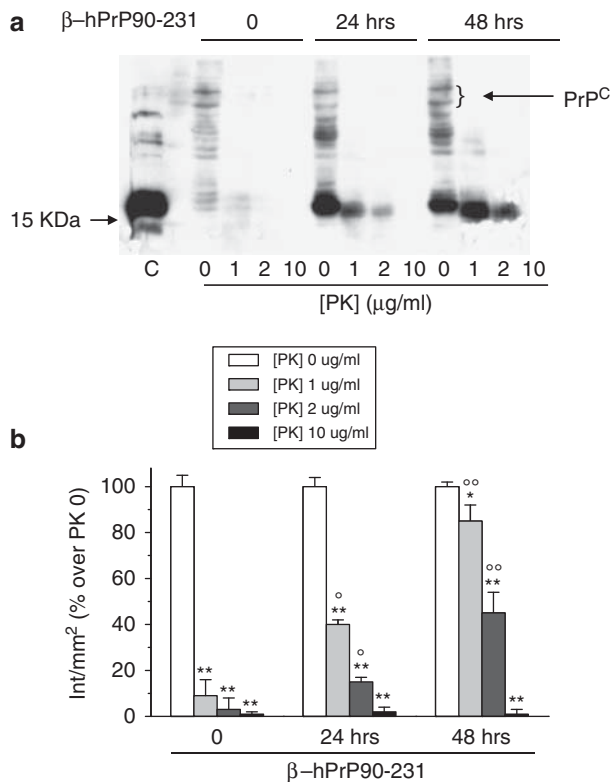 a
β–hPrP90-231 0 24 hrs 48 hrs
} PrP^C
15 KDa
C 0 1 2 10 0 1 2 10 0 1 2 10
[PK] (μg/ml)
[PK] 0 ug/ml
[PK] 1 ug/ml
[PK] 2 ug/ml
[PK] 10 ug/ml
b
Int/mm² (% over PK 0)
100
80
60
40
20
0
** ** **
° ** ° ** **
°° * °° ** **
0 24 hrs 48 hrs
β–hPrP90-231